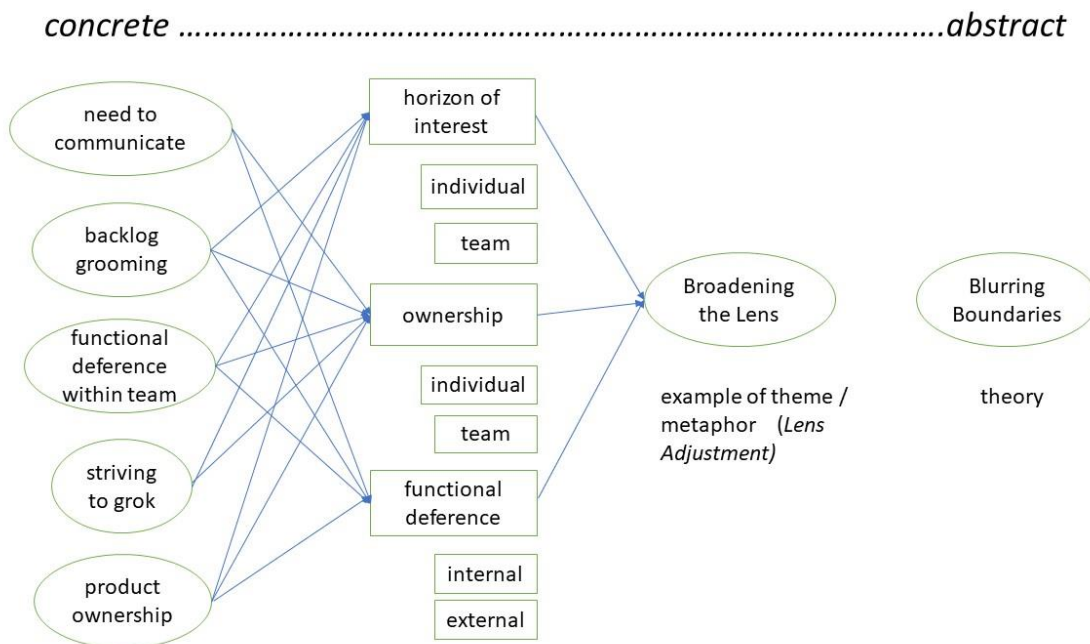 concrete ……………………………………………………………………………….abstract
need to
communicate
backlog
grooming
functional
deference
within team
striving
to grok
product
ownership
horizon of
interest
individual
team
ownership
individual
team
functional
deference
internal
external
Broadening
the Lens
example of theme /
metaphor (Lens
Adjustment)
Blurring
Boundaries
theory